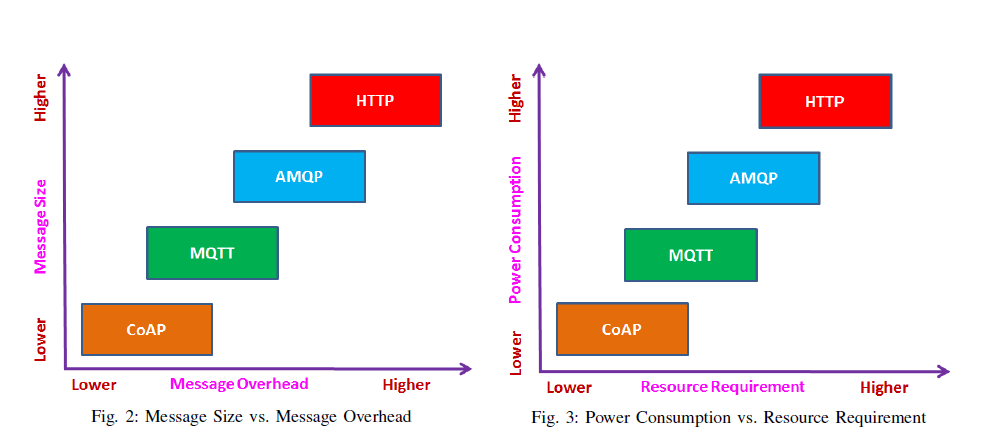 Higher
Message Size
Lower
HTTP
AMQP
MQTT
CoAP
Lower Message Overhead Higher
Fig. 2: Message Size vs. Message Overhead
Higher
Power Consumption
Lower
HTTP
AMQP
MQTT
CoAP
Lower Resource Requirement Higher
Fig. 3: Power Consumption vs. Resource Requirement